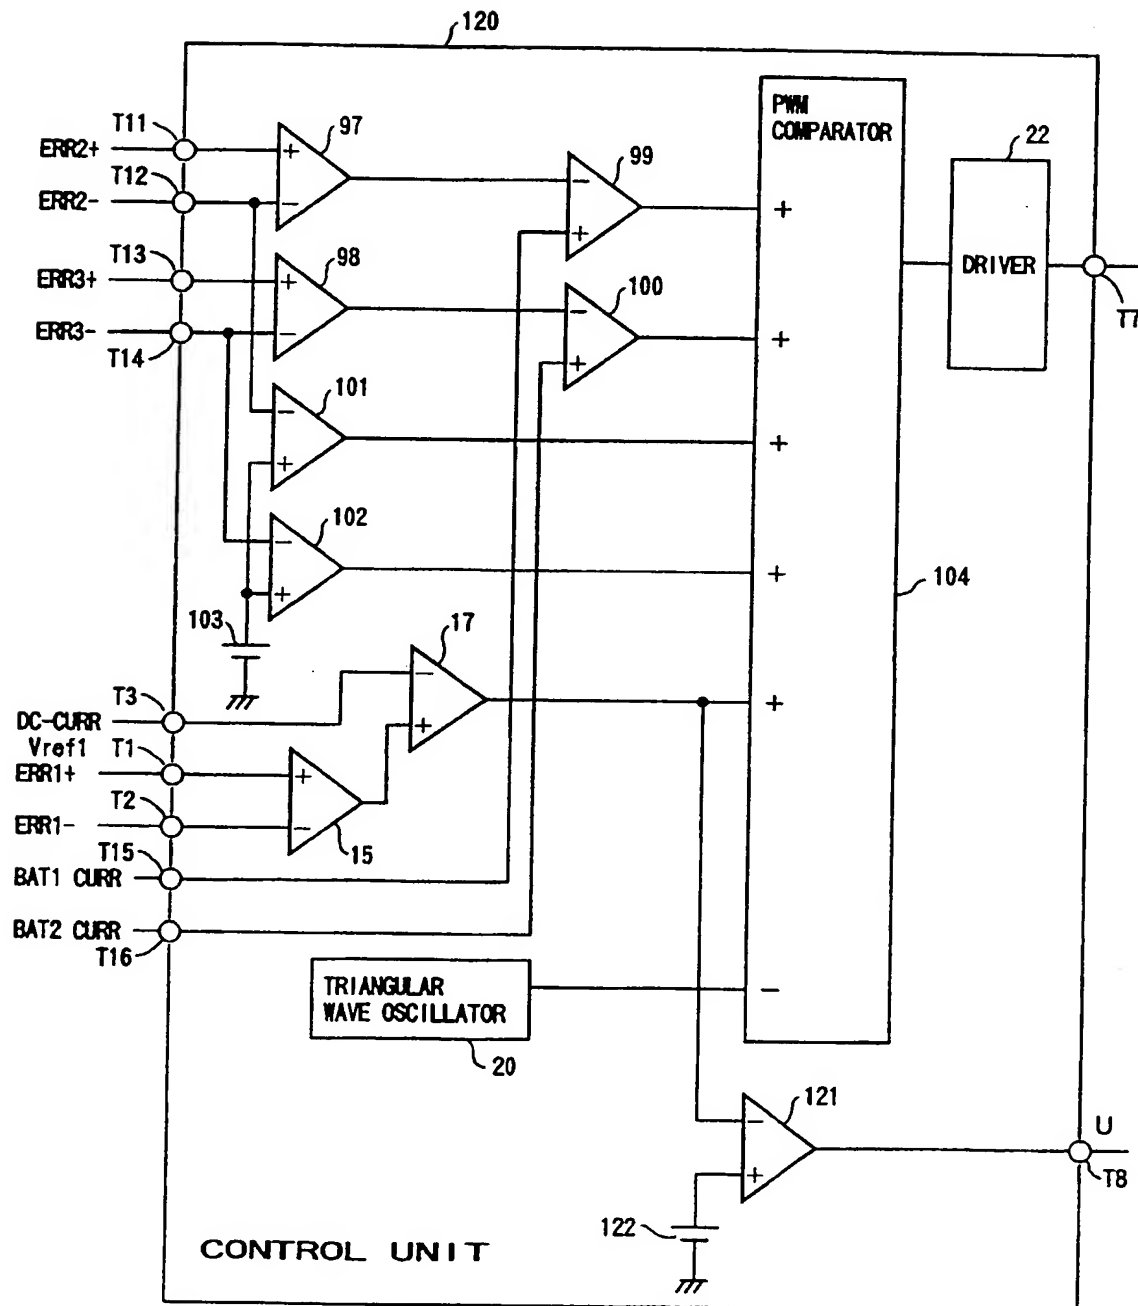 120
T11
ERR2+
97
T12
ERR2-
99
PWM
COMPARATOR
22
DRIVER
T7
T13
ERR3+
98
T14
ERR3-
100
101
102
103
104
17
T3
DC-CURR
Vref1
T1
ERR1+
T2
ERR1-
15
T15
BAT1 CURR
BAT2 CURR
T16
TRIANGULAR
WAVE OSCILLATOR
20
121
U
T8
122
CONTROL UNIT
+
-
+
-
-
+
-
+
-
+
-
+
-
+
+
-
+
+
+
+
+
-
-
+